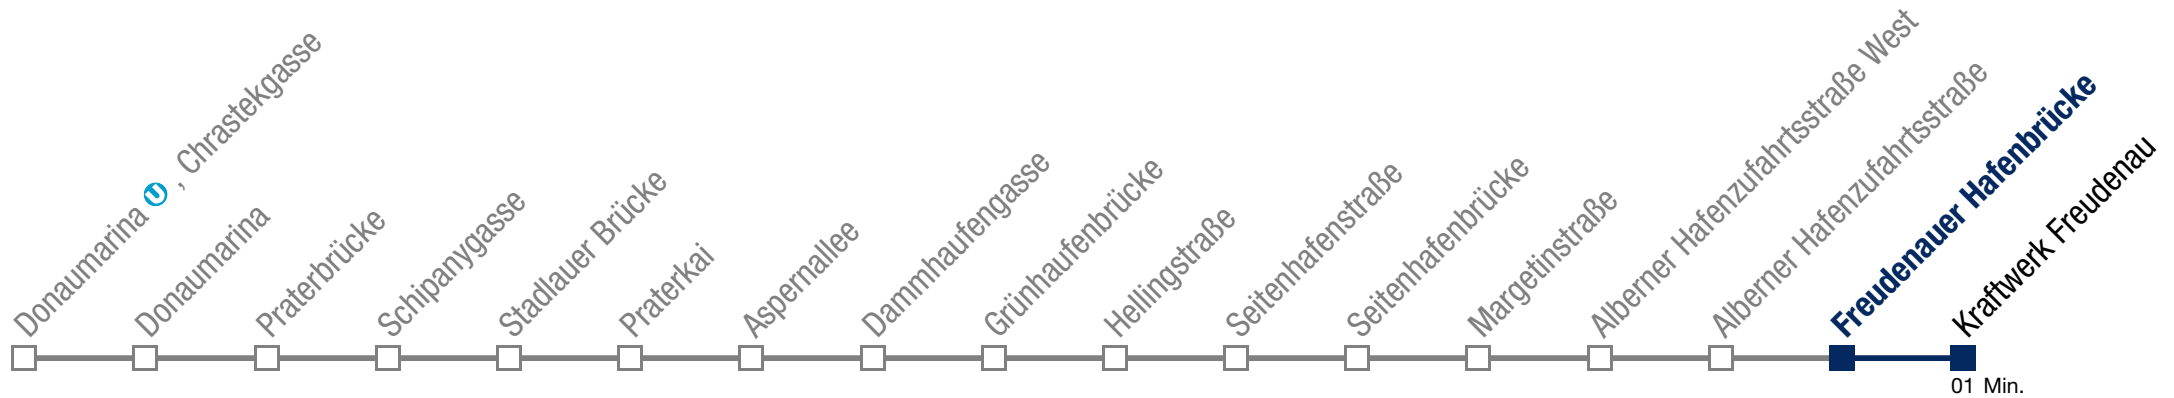 Donaumarina U , Chrastekgasse
Donaumarina
Praterbrücke
Schipanygasse
Stadlauer Brücke
Praterkai
Aspernallee
Dammhaufengasse
Grünhaufenbrücke
Hellingstraße
Seitenhafenstraße
Seitenhafenbrücke
Margetinstraße
Alberner Hafenzufahrtsstraße West
Alberner Hafenzufahrtsstraße
Freudenauer Hafenbrücke
Kraftwerk Freudenau
01 Min.